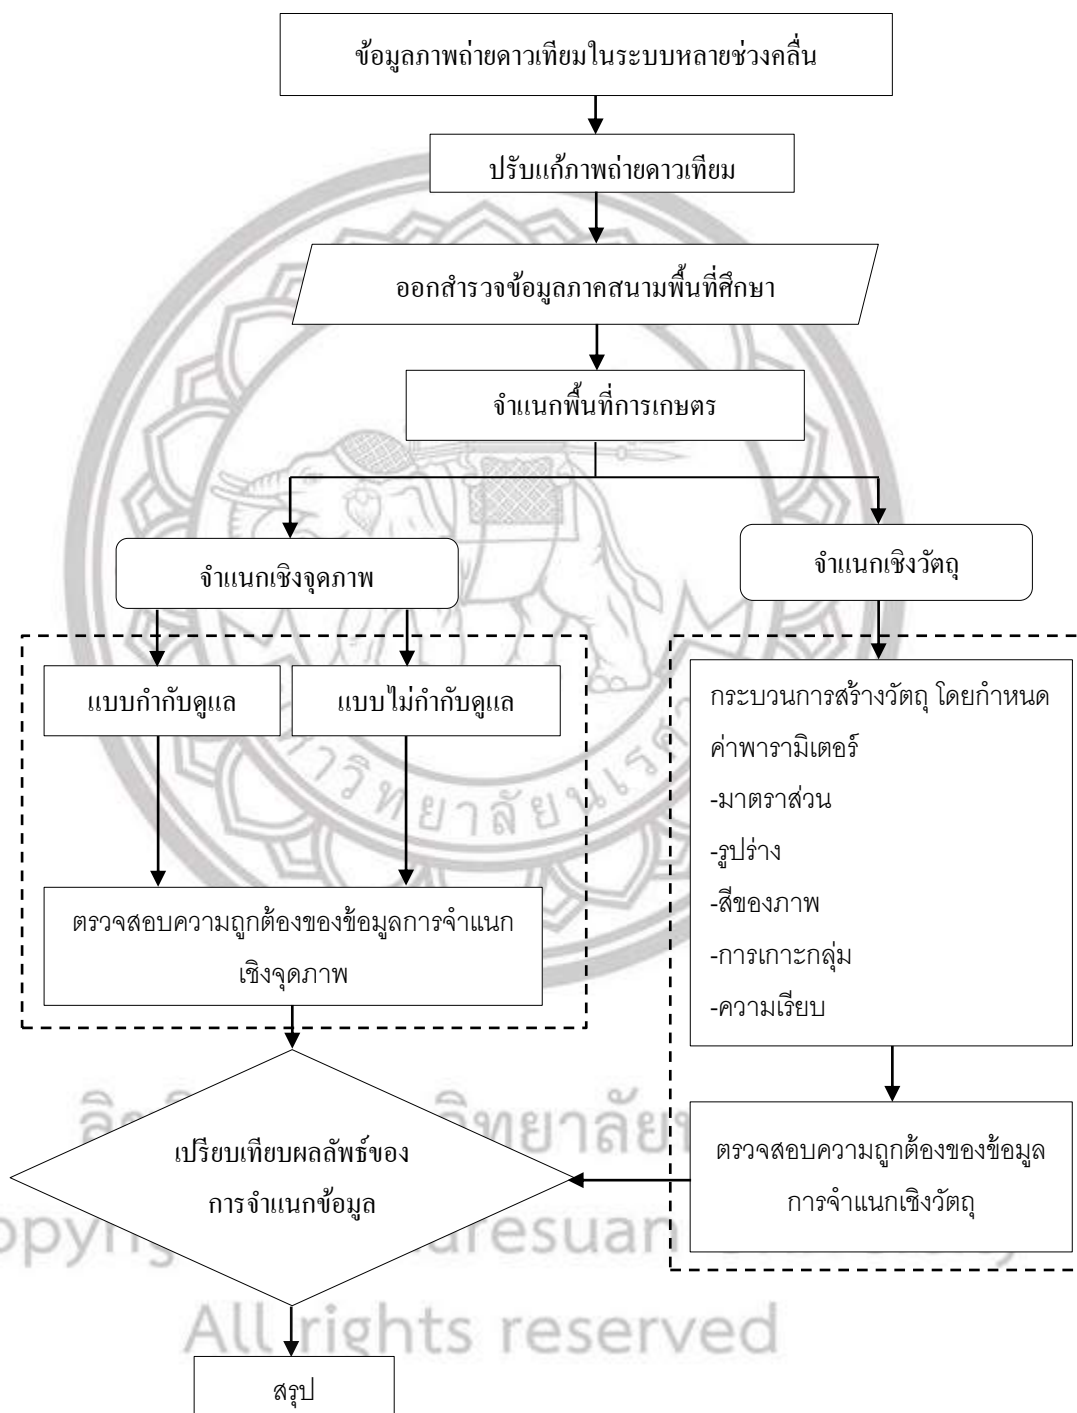 ข้อมูลภาพถ่ายดาวเทียมในระบบหลายช่วงคลื่น
ปรับแก้ภาพถ่ายดาวเทียม
ออกสำรวจข้อมูลภาคสนามพื้นที่ศึกษา
จำแนกพื้นที่การเกษตร
จำแนกเชิงจุดภาพ
จำแนกเชิงวัตถุ
แบบกำกับดูแล
แบบไม่กำกับดูแล
ตรวจสอบความถูกต้องของข้อมูลการจำแนก
เชิงจุดภาพ
กระบวนการสร้างวัตถุ โดยกำหนด
ค่าพารามิเตอร์
-มาตราส่วน
-รูปร่าง
-สีของภาพ
-การเกาะกลุ่ม
-ความเรียบ
ตรวจสอบความถูกต้องของข้อมูล
การจำแนกเชิงวัตถุ
เปรียบเทียบผลลัพธ์ของ
การจำแนกข้อมูล
All rights reserved
สรุป